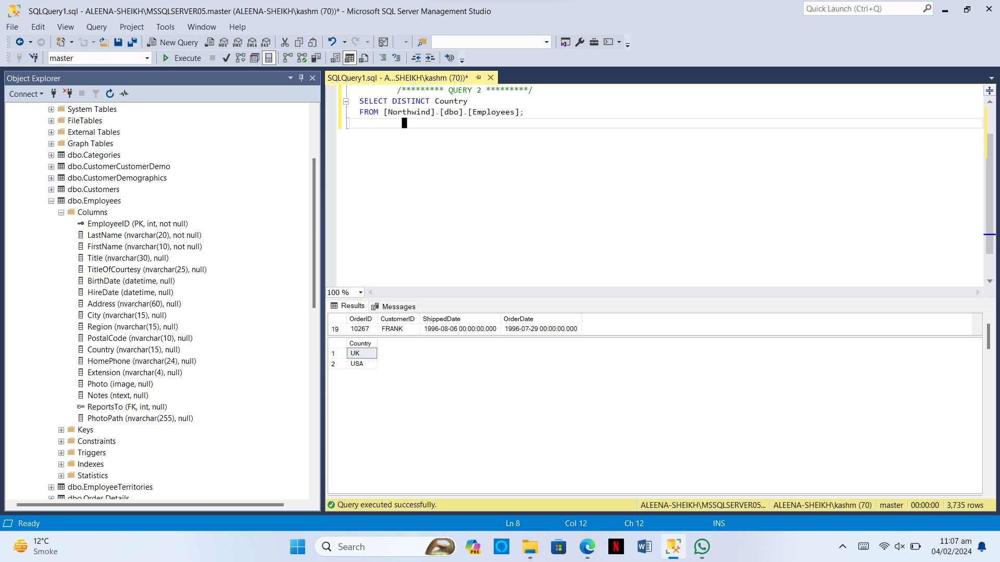 SQLQuery1.sql - ALEENA-SHEIKH\MSSQLSERVER05.master (ALEENA-SHEIKH\kashm (70))* - Microsoft SQL Server Management Studio
Quick Launch (Ctrl+Q)
File Edit View Query Project Tools Window Help
New Query MDX DMX XMLA DAX
master Execute
Object Explorer
Connect
System Tables
FileTables
External Tables
Graph Tables
dbo.Categories
dbo.CustomerCustomerDemo
dbo.CustomerDemographics
dbo.Customers
dbo.Employees
Columns
EmployeeID (PK, int, not null)
LastName (nvarchar(20), not null)
FirstName (nvarchar(10), not null)
Title (nvarchar(30), null)
TitleOfCourtesy (nvarchar(25), null)
BirthDate (datetime, null)
HireDate (datetime, null)
Address (nvarchar(60), null)
City (nvarchar(15), null)
Region (nvarchar(15), null)
PostalCode (nvarchar(10), null)
Country (nvarchar(15), null)
HomePhone (nvarchar(24), null)
Extension (nvarchar(4), null)
Photo (image, null)
Notes (ntext, null)
ReportsTo (FK, int, null)
PhotoPath (nvarchar(255), null)
Keys
Constraints
Triggers
Indexes
Statistics
dbo.EmployeeTerritories
dbo.Order Details
SQLQuery1.sql - A...SHEIKH\kashm (70))*
/********* QUERY 2 *********/
SELECT DISTINCT Country
FROM [Northwind].[dbo].[Employees];
100 %
Results Messages
OrderID CustomerID ShippedDate OrderDate
19 10267 FRANK 1996-08-06 00:00:00.000 1996-07-29 00:00:00.000
Country
1 UK
2 USA
Query executed successfully. ALEENA-SHEIKH\MSSQLSERVER05... ALEENA-SHEIKH\kashm (70) master 00:00:00 3,735 rows
Ready Ln 8 Col 12 Ch 12 INS
12°C
Smoke
Search
PRE
N
W
11:07 am
04/02/2024